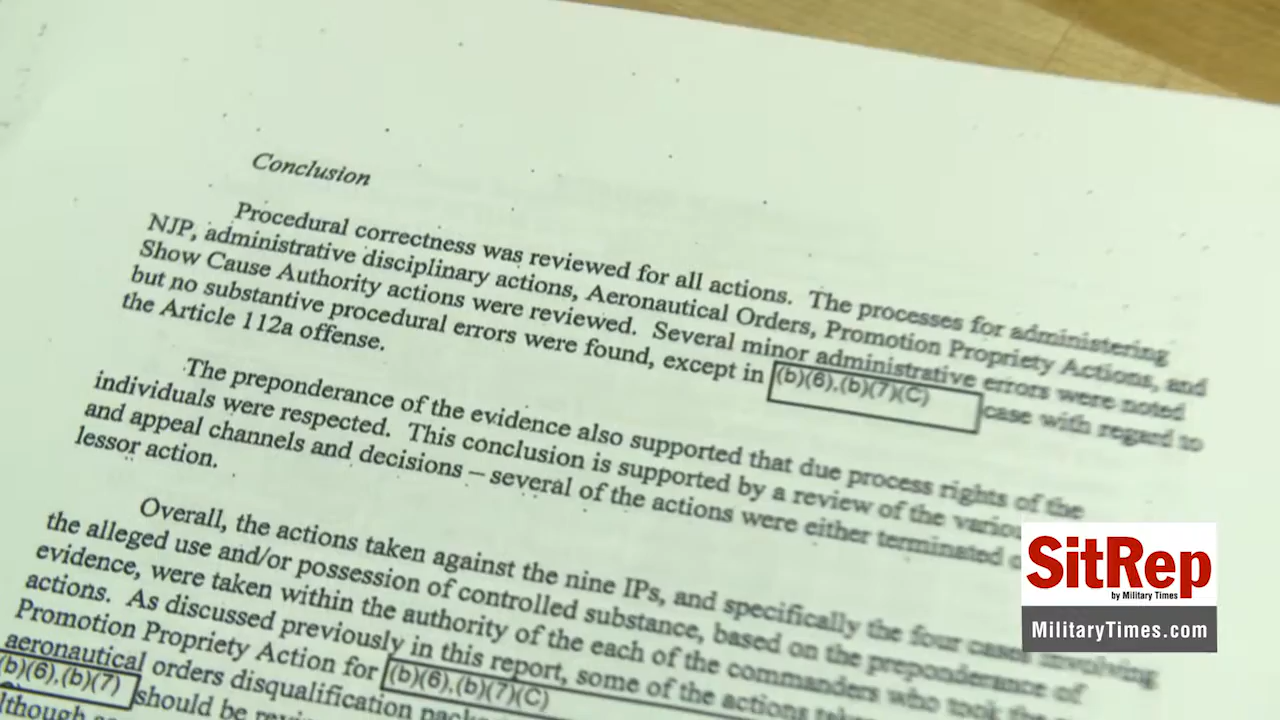 Conclusion
Procedural correctness was reviewed for all actions. The processes for administering
NJP, administrative disciplinary actions, Aeronautical Orders, Promotion Propriety Actions, and
Show Cause Authority actions were reviewed. Several minor administrative errors were noted
but no substantive procedural errors were found, except in (b)(6),(b)(7)(C) case with regard to
the Article 112a offense.
The preponderance of the evidence also supported that due process rights of the
individuals were respected. This conclusion is supported by a review of the
and appeal channels and decisions – several of the actions were either terminated
lessor action.
Overall, the actions taken against the nine IPs, and specifically the four cases involving
the alleged use and/or possession of controlled substance, based on the preponderance of
evidence, were taken within the authority of the each of the commanders who took the
actions. As discussed previously in this report, some of the actions
Promotion Propriety Action for (b)(6),(b)(7)(C)
aeronautical orders disqualification
(b)(6),(b)(7) should be
SitRep
by Military Times
MilitaryTimes.com